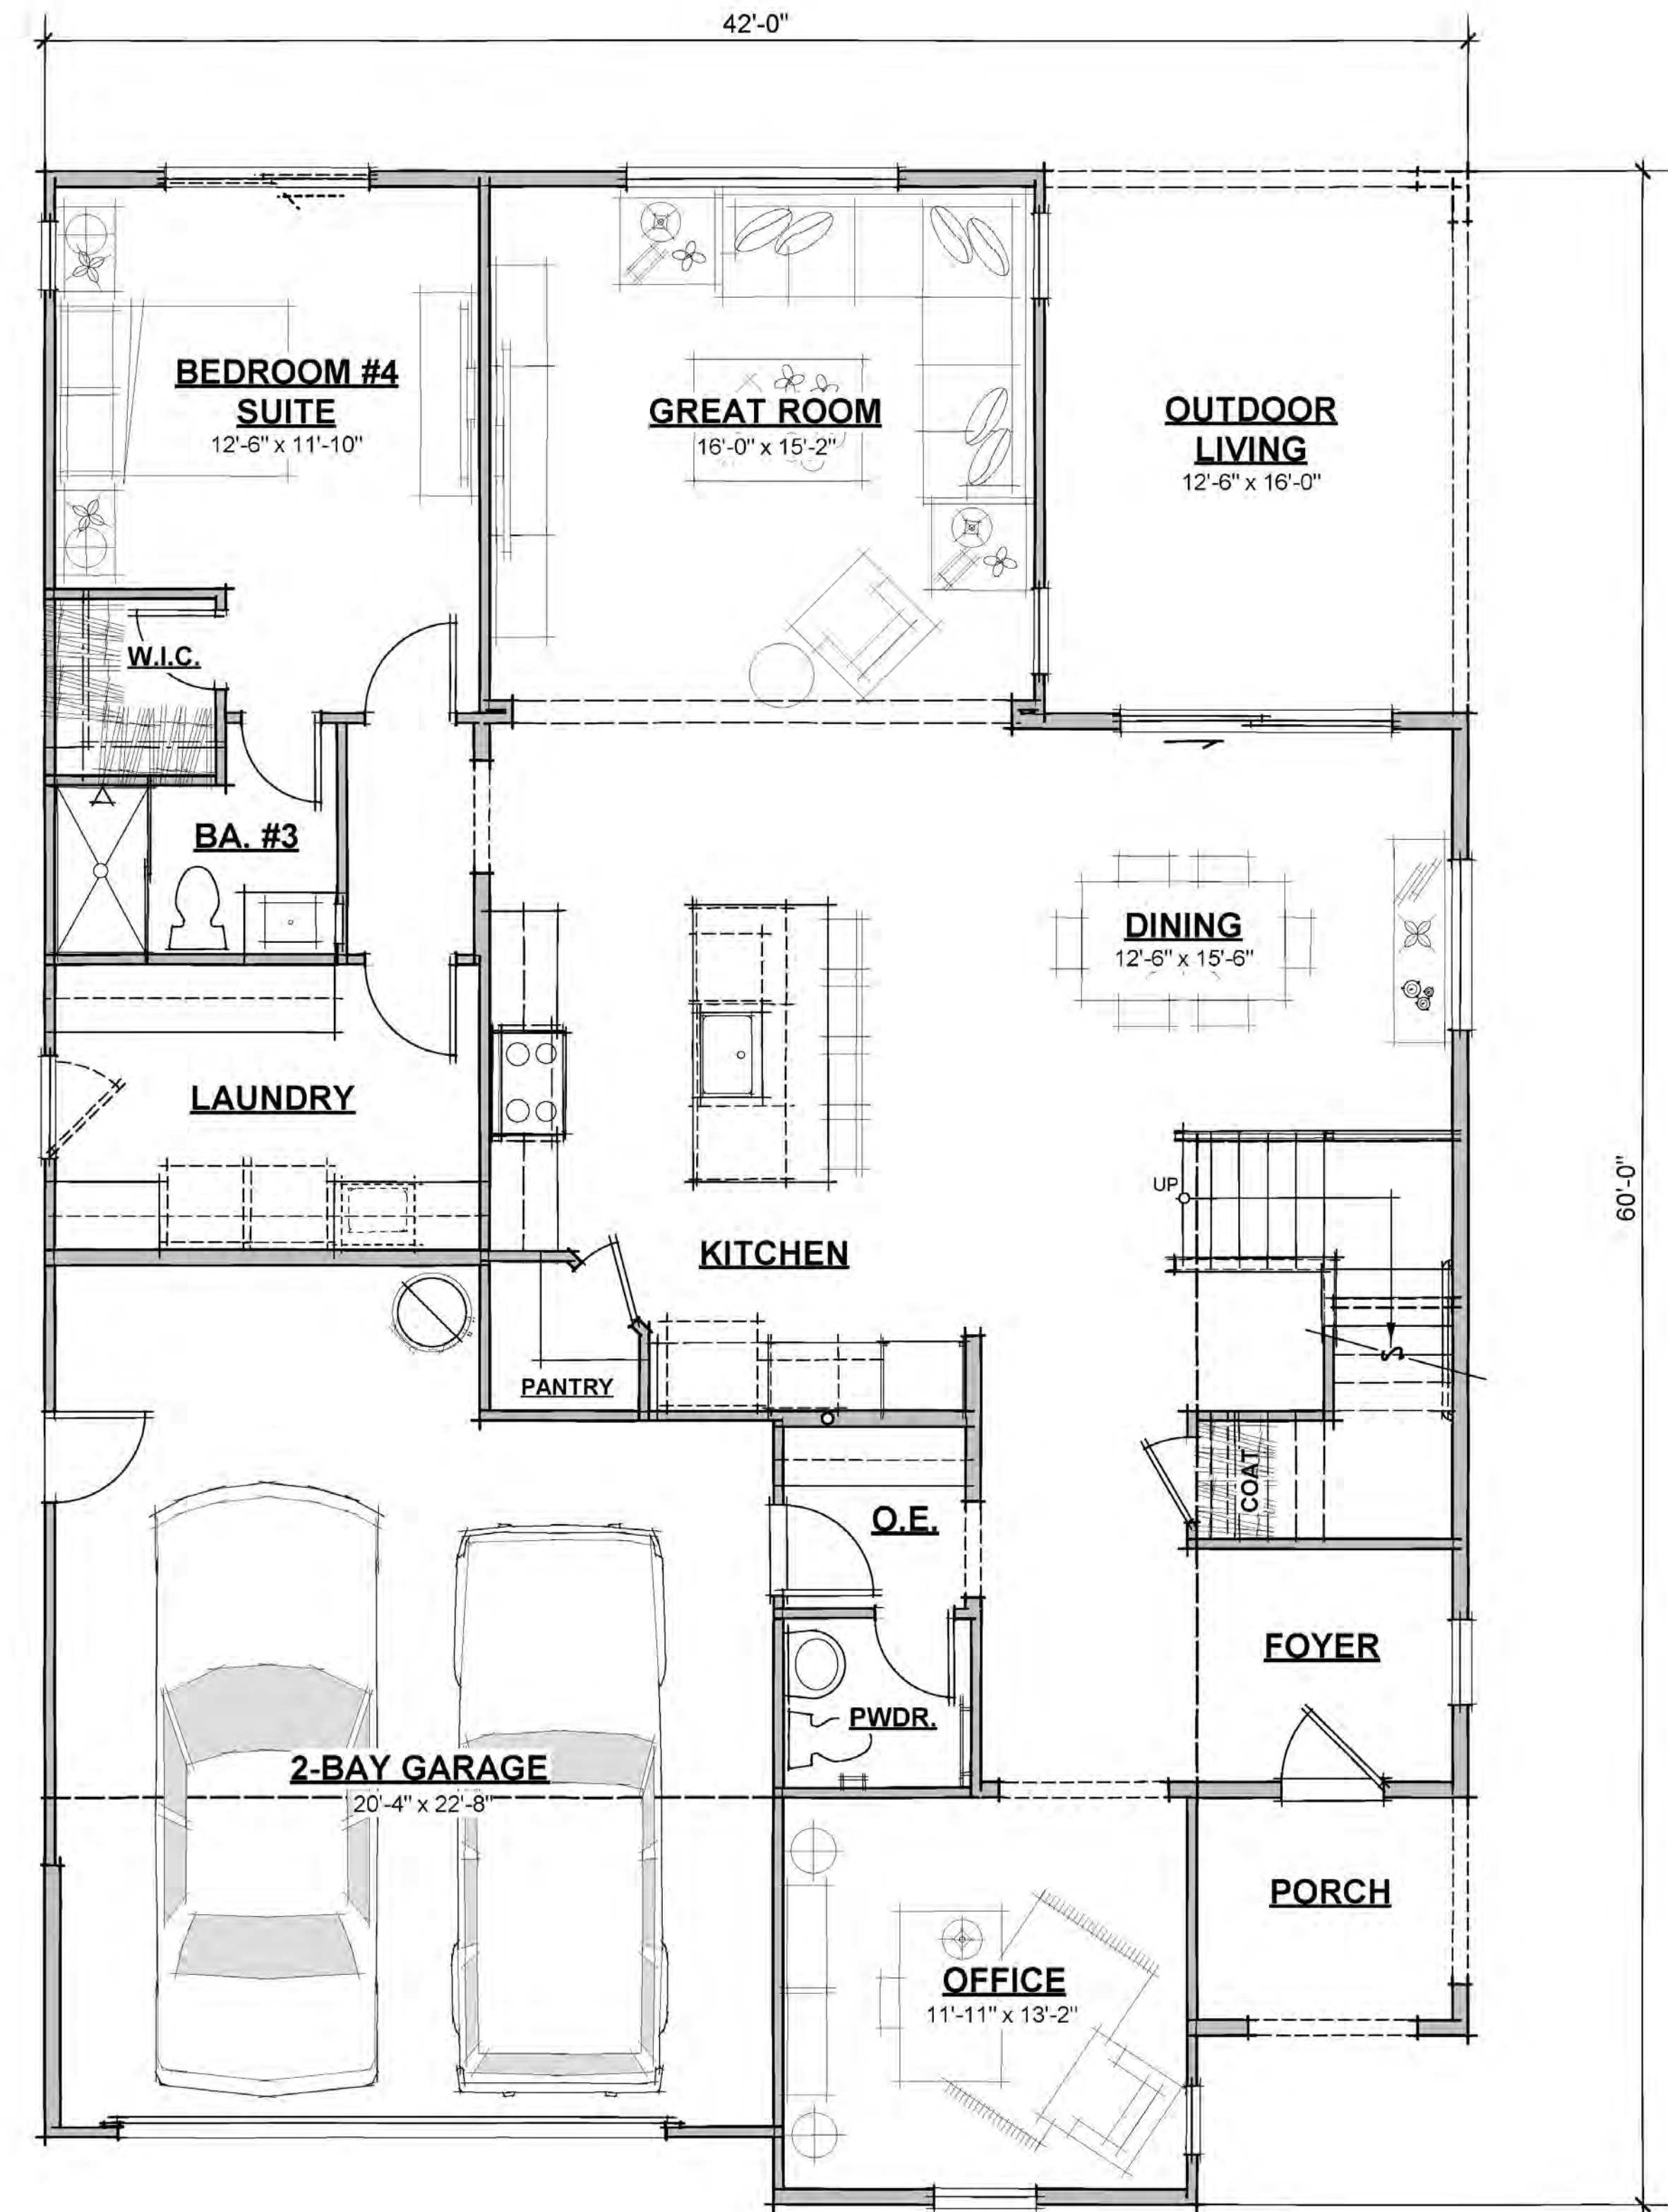 42'-0"
BEDROOM #4
SUITE
12'-6" x 11'-10"
GREAT ROOM
16'-0" x 15'-2"
OUTDOOR
LIVING
12'-6" x 16'-0"
W.I.C.
BA. #3
DINING
12'-6" x 15'-6"
LAUNDRY
UP
60'-0"
KITCHEN
PANTRY
COAT
O.E.
FOYER
PWDR.
2-BAY GARAGE
20'-4" x 22'-8"
PORCH
OFFICE
11'-11" x 13'-2"